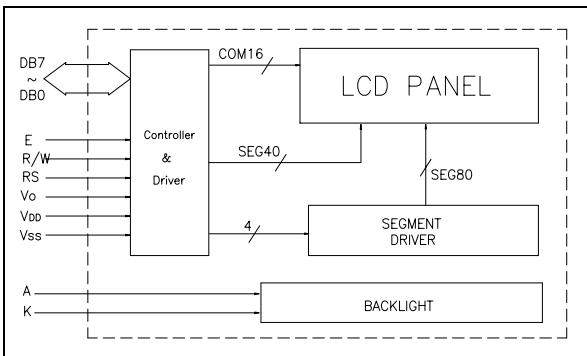 DB7
~
DB0
E
R/W
RS
Vo
VDD
Vss
A
K
Controller
&
Driver
COM16
SEG40
4
LCD PANEL
SEG80
SEGMENT
DRIVER
BACKLIGHT